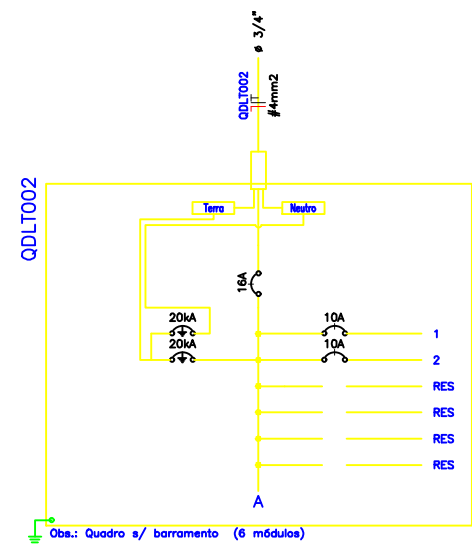 ø 3/4"
QDLT002
#4mm2
QDLT002
Terra
Neutro
16A
20kA
10A
1
20kA
10A
2
RES
RES
RES
RES
A
Obs.: Quadro s/ barramento (6 módulos)